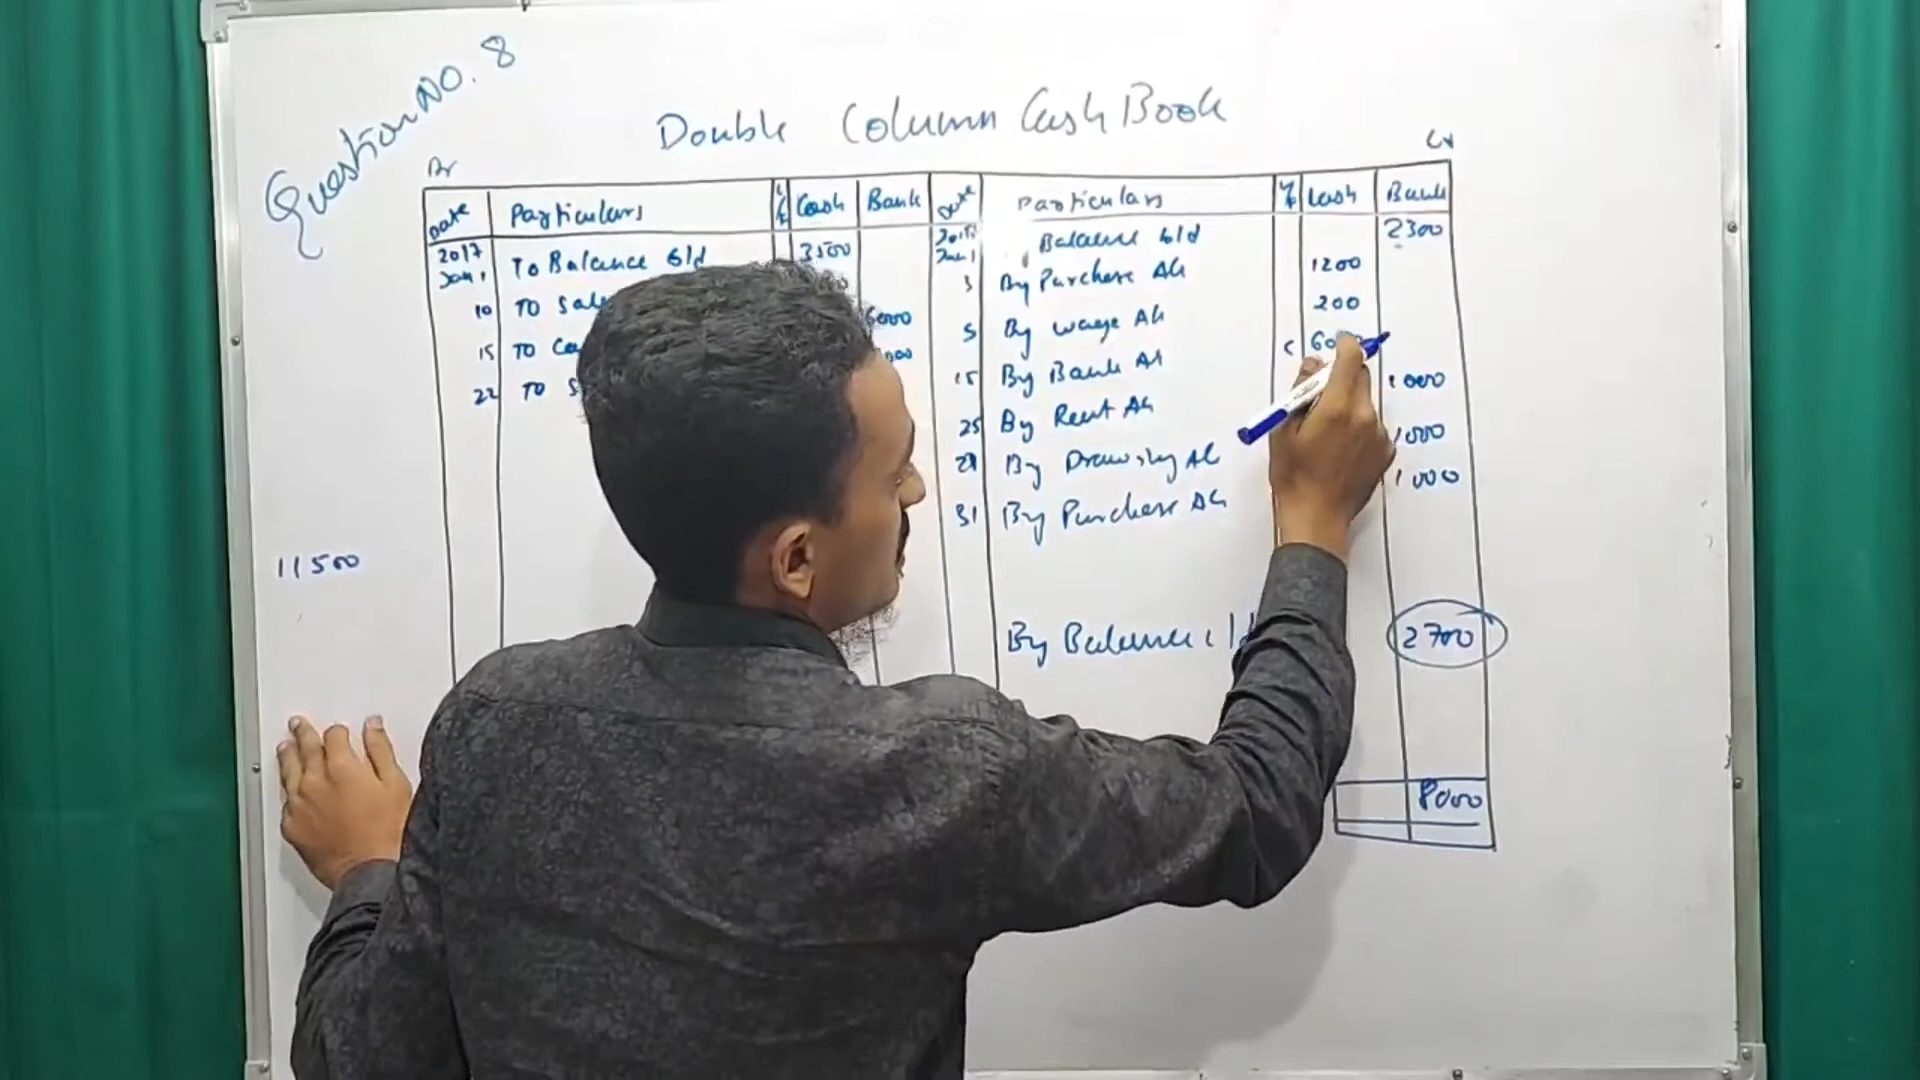 Question NO. 8
Double Column Cash Book
Dr Cr
Date Particulars L/F Cash Bank Date Particulars L/F Cash Bank
2017 Jan 1 To Balance b/d 3500 Jan 1 Balance b/d 2300
3 By Purchase A/c 1200
10 TO Sal
6000 5 By wage A/c 200
15 TO Ca
15 By Bank A/c C 60
22 TO S
25 By Rent A/c 1000
By Drawing A/c 1000
31 By Purchase A/c 1000
11500
By Balance c/d 2700
8000